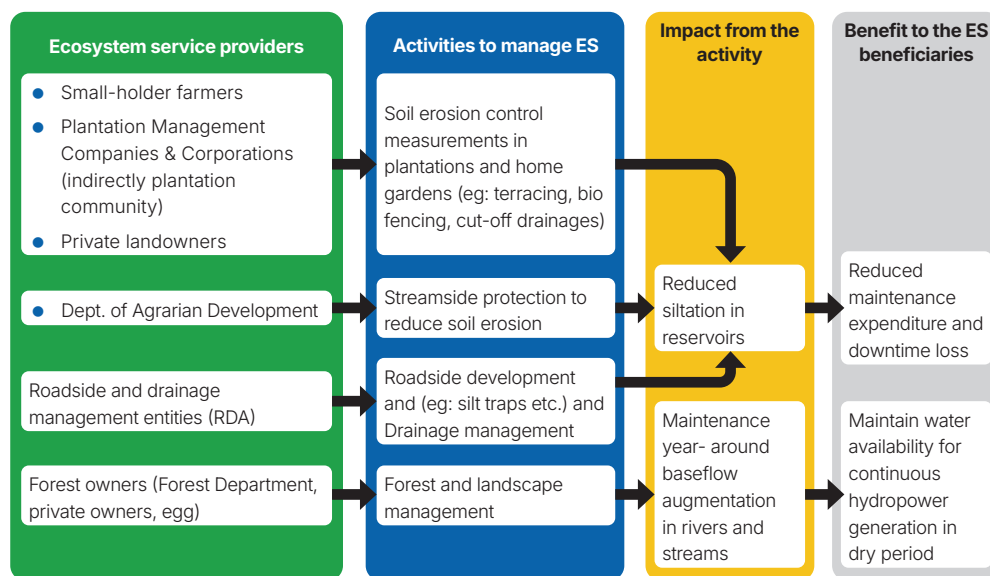 Ecosystem service providers
Small-holder farmers
Plantation Management
Companies & Corporations
(indirectly plantation
community)
Private landowners
Dept. of Agrarian Development
Roadside and drainage
management entities (RDA)
Forest owners (Forest Department,
private owners, egg)
Activities to manage ES
Soil erosion control
measurements in
plantations and home
gardens (eg: terracing, bio
fencing, cut-off drainages)
Streamside protection to
reduce soil erosion
Roadside development
and (eg: silt traps etc.) and
Drainage management
Forest and landscape
management
Impact from the
activity
Reduced
siltation in
reservoirs
Maintenance
year- around
baseflow
augmentation
in rivers and
streams
Benefit to the ES
beneficiaries
Reduced
maintenance
expenditure and
downtime loss
Maintain water
availability for
continuous
hydropower
generation in
dry period